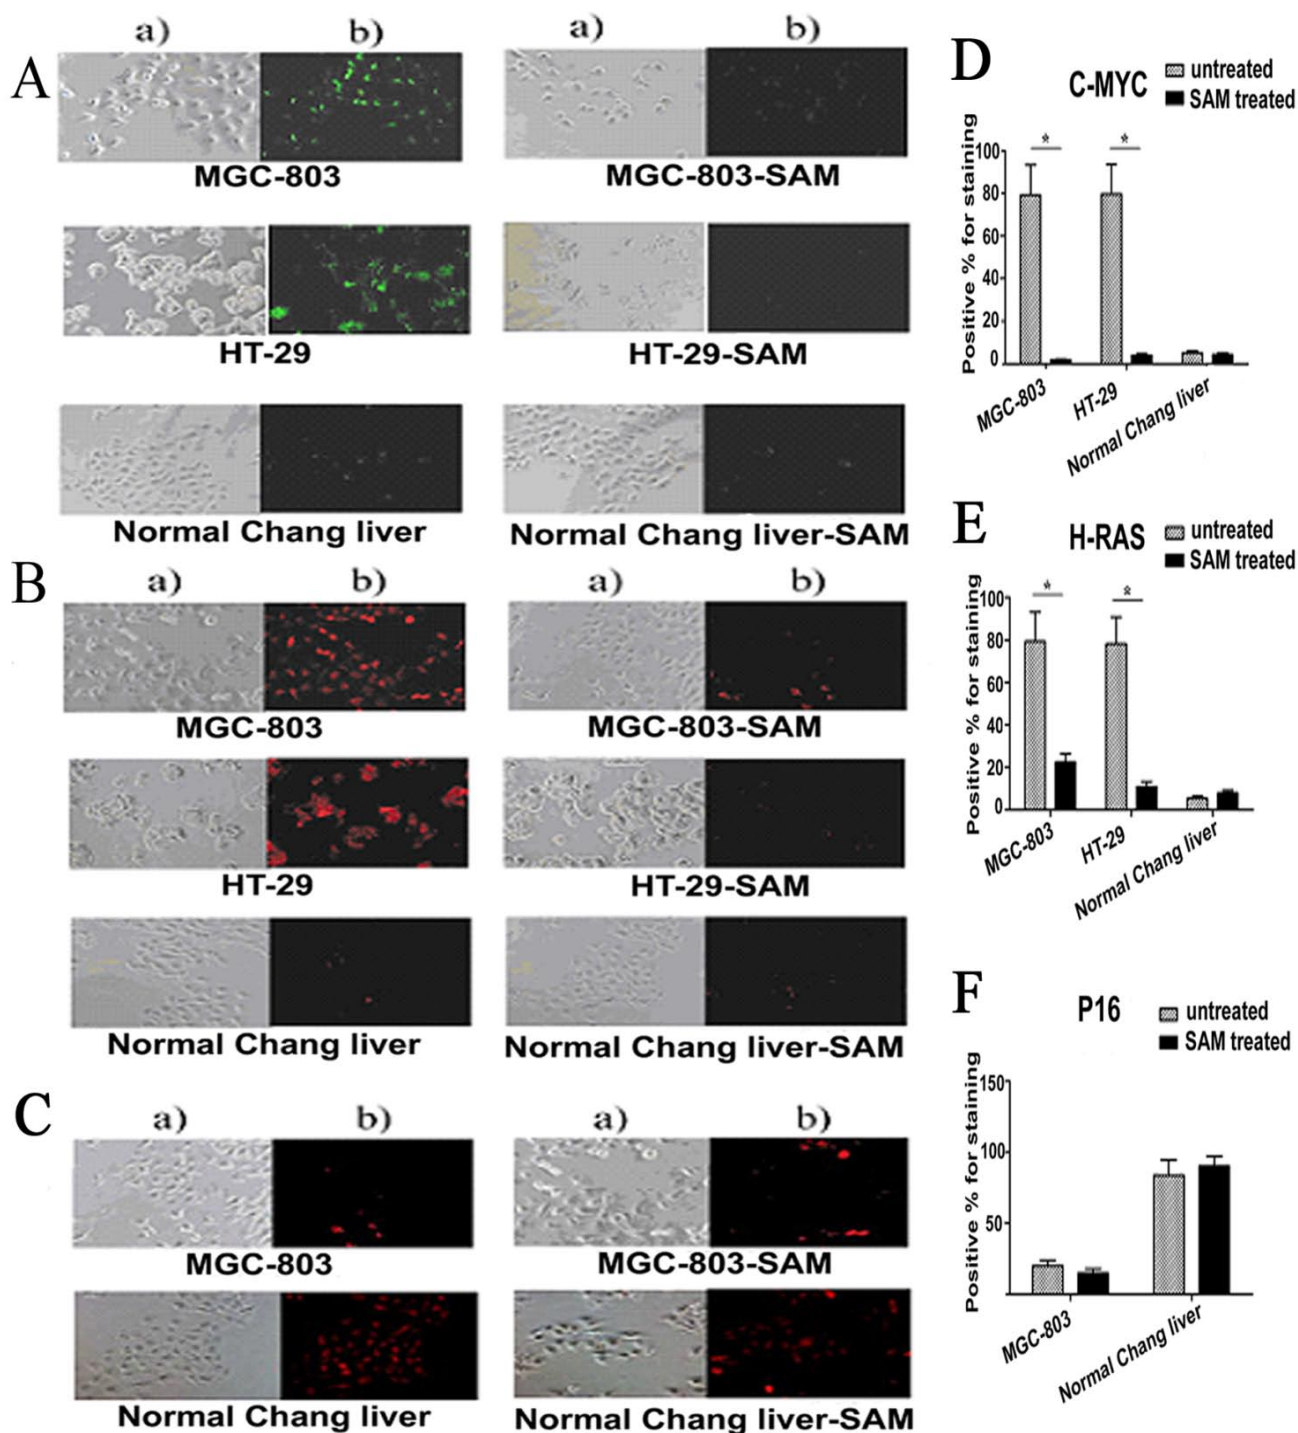 A
a) b)
MGC-803
a) b)
MGC-803-SAM
HT-29
HT-29-SAM
Normal Chang liver
Normal Chang liver-SAM
B
a) b)
MGC-803
a) b)
MGC-803-SAM
HT-29
HT-29-SAM
Normal Chang liver
Normal Chang liver-SAM
C
a) b)
MGC-803
a) b)
MGC-803-SAM
Normal Chang liver
Normal Chang liver-SAM
D
C-MYC
untreated
SAM treated
Positive % for staining
100
80
60
40
20
0
*
*
MGC-803
HT-29
Normal Chang liver
E
H-RAS
untreated
SAM treated
Positive % for staining
100
80
60
40
20
0
*
*
MGC-803
HT-29
Normal Chang liver
F
P16
untreated
SAM treated
Positive % for staining
150
100
50
MGC-803
Normal Chang liver